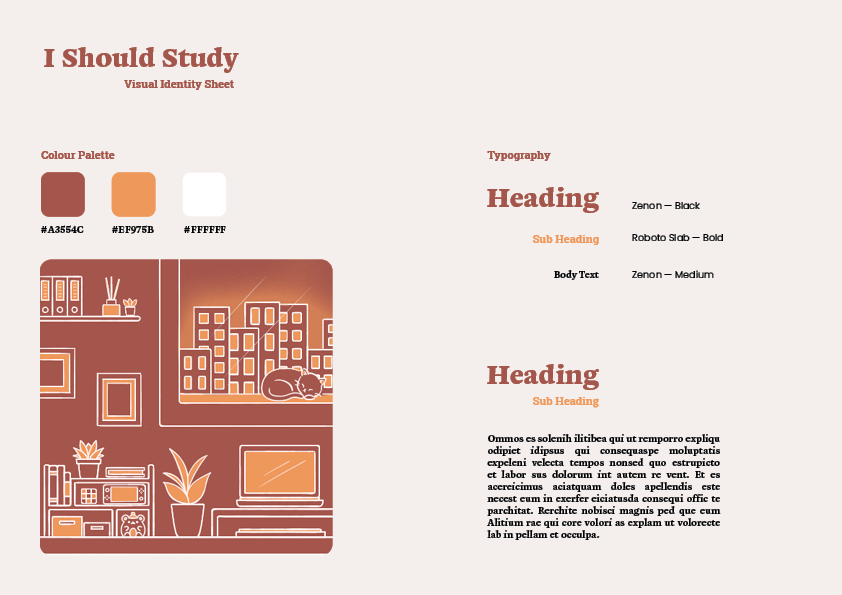 I Should Study
Visual Identity Sheet
Colour Palette
#A3554C
#EF975B
#FFFFFF
Typography
Heading
Zenon — Black
Sub Heading
Roboto Slab — Bold
Body Text
Zenon — Medium
Heading
Sub Heading
Ommos es solenih ilitibea qui ut remporro expliqu
odipiet idipsus qui consequaspe moluptatis
expeleni velecta tempos nonsed quo estrupicto
et labor sus dolorum int autem re vent. Et es
acereicimus aciatquam doles apellendis este
necest eum in exerfer eiciatusda consequi offic te
parchitat. Rerchite nobisci magnis ped que eum
Alitium rae qui core volori as explam ut volorecte
lab in pellam et occulpa.